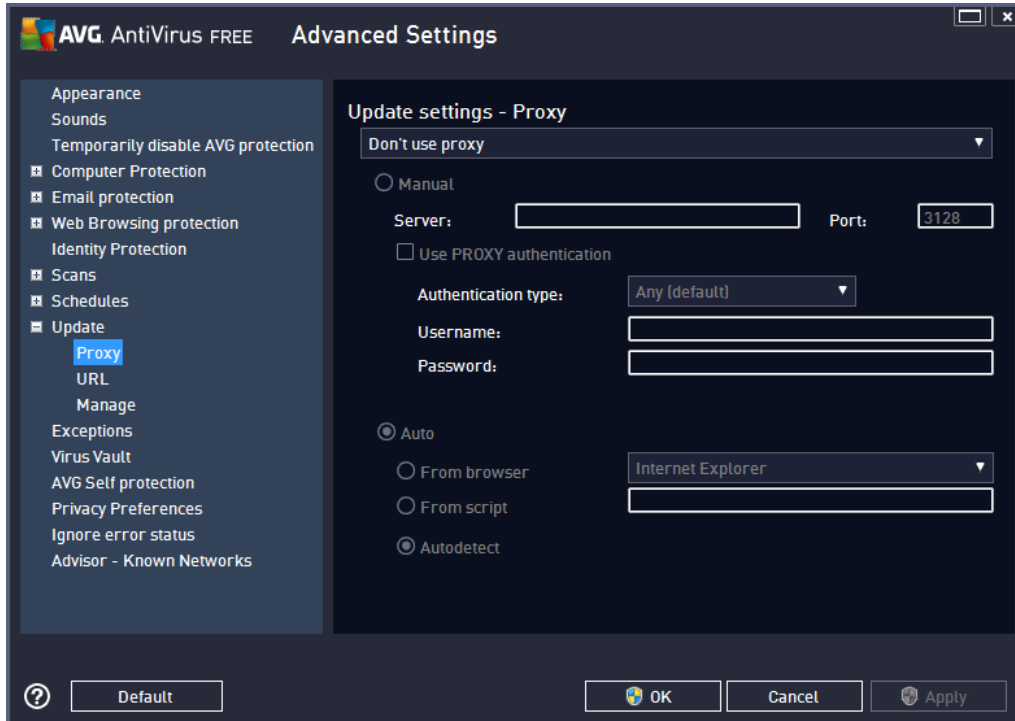 AVG. AntiVirus FREE Advanced Settings
Appearance
Sounds
Temporarily disable AVG protection
Computer Protection
Email protection
Web Browsing protection
Identity Protection
Scans
Schedules
Update
Proxy
URL
Manage
Exceptions
Virus Vault
AVG Self protection
Privacy Preferences
Ignore error status
Advisor - Known Networks
Update settings - Proxy
Don't use proxy
Manual
Server: Port: 3128
Use PROXY authentication
Authentication type: Any (default)
Username:
Password:
Auto
From browser Internet Explorer
From script
Autodetect
? Default OK Cancel Apply